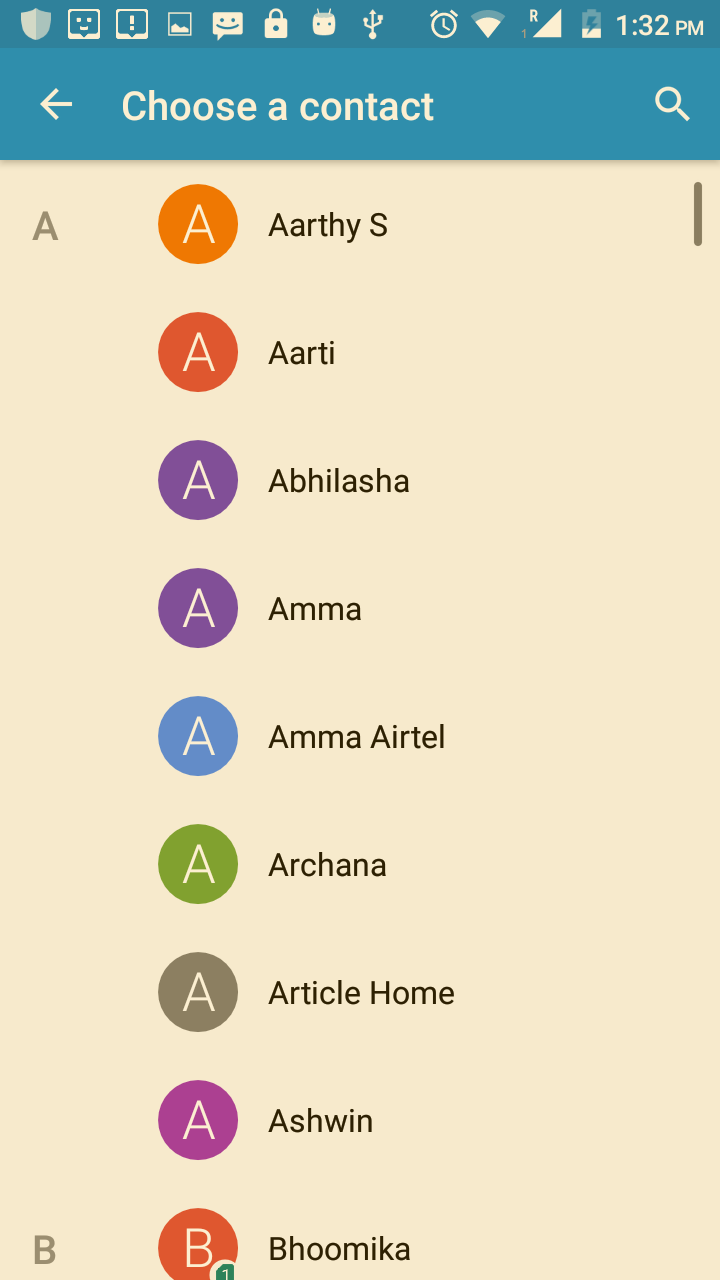 R
1
1:32 PM
Choose a contact
A
A Aarthy S
A Aarti
A Abhilasha
A Amma
A Amma Airtel
A Archana
A Article Home
A Ashwin
B
B Bhoomika
1